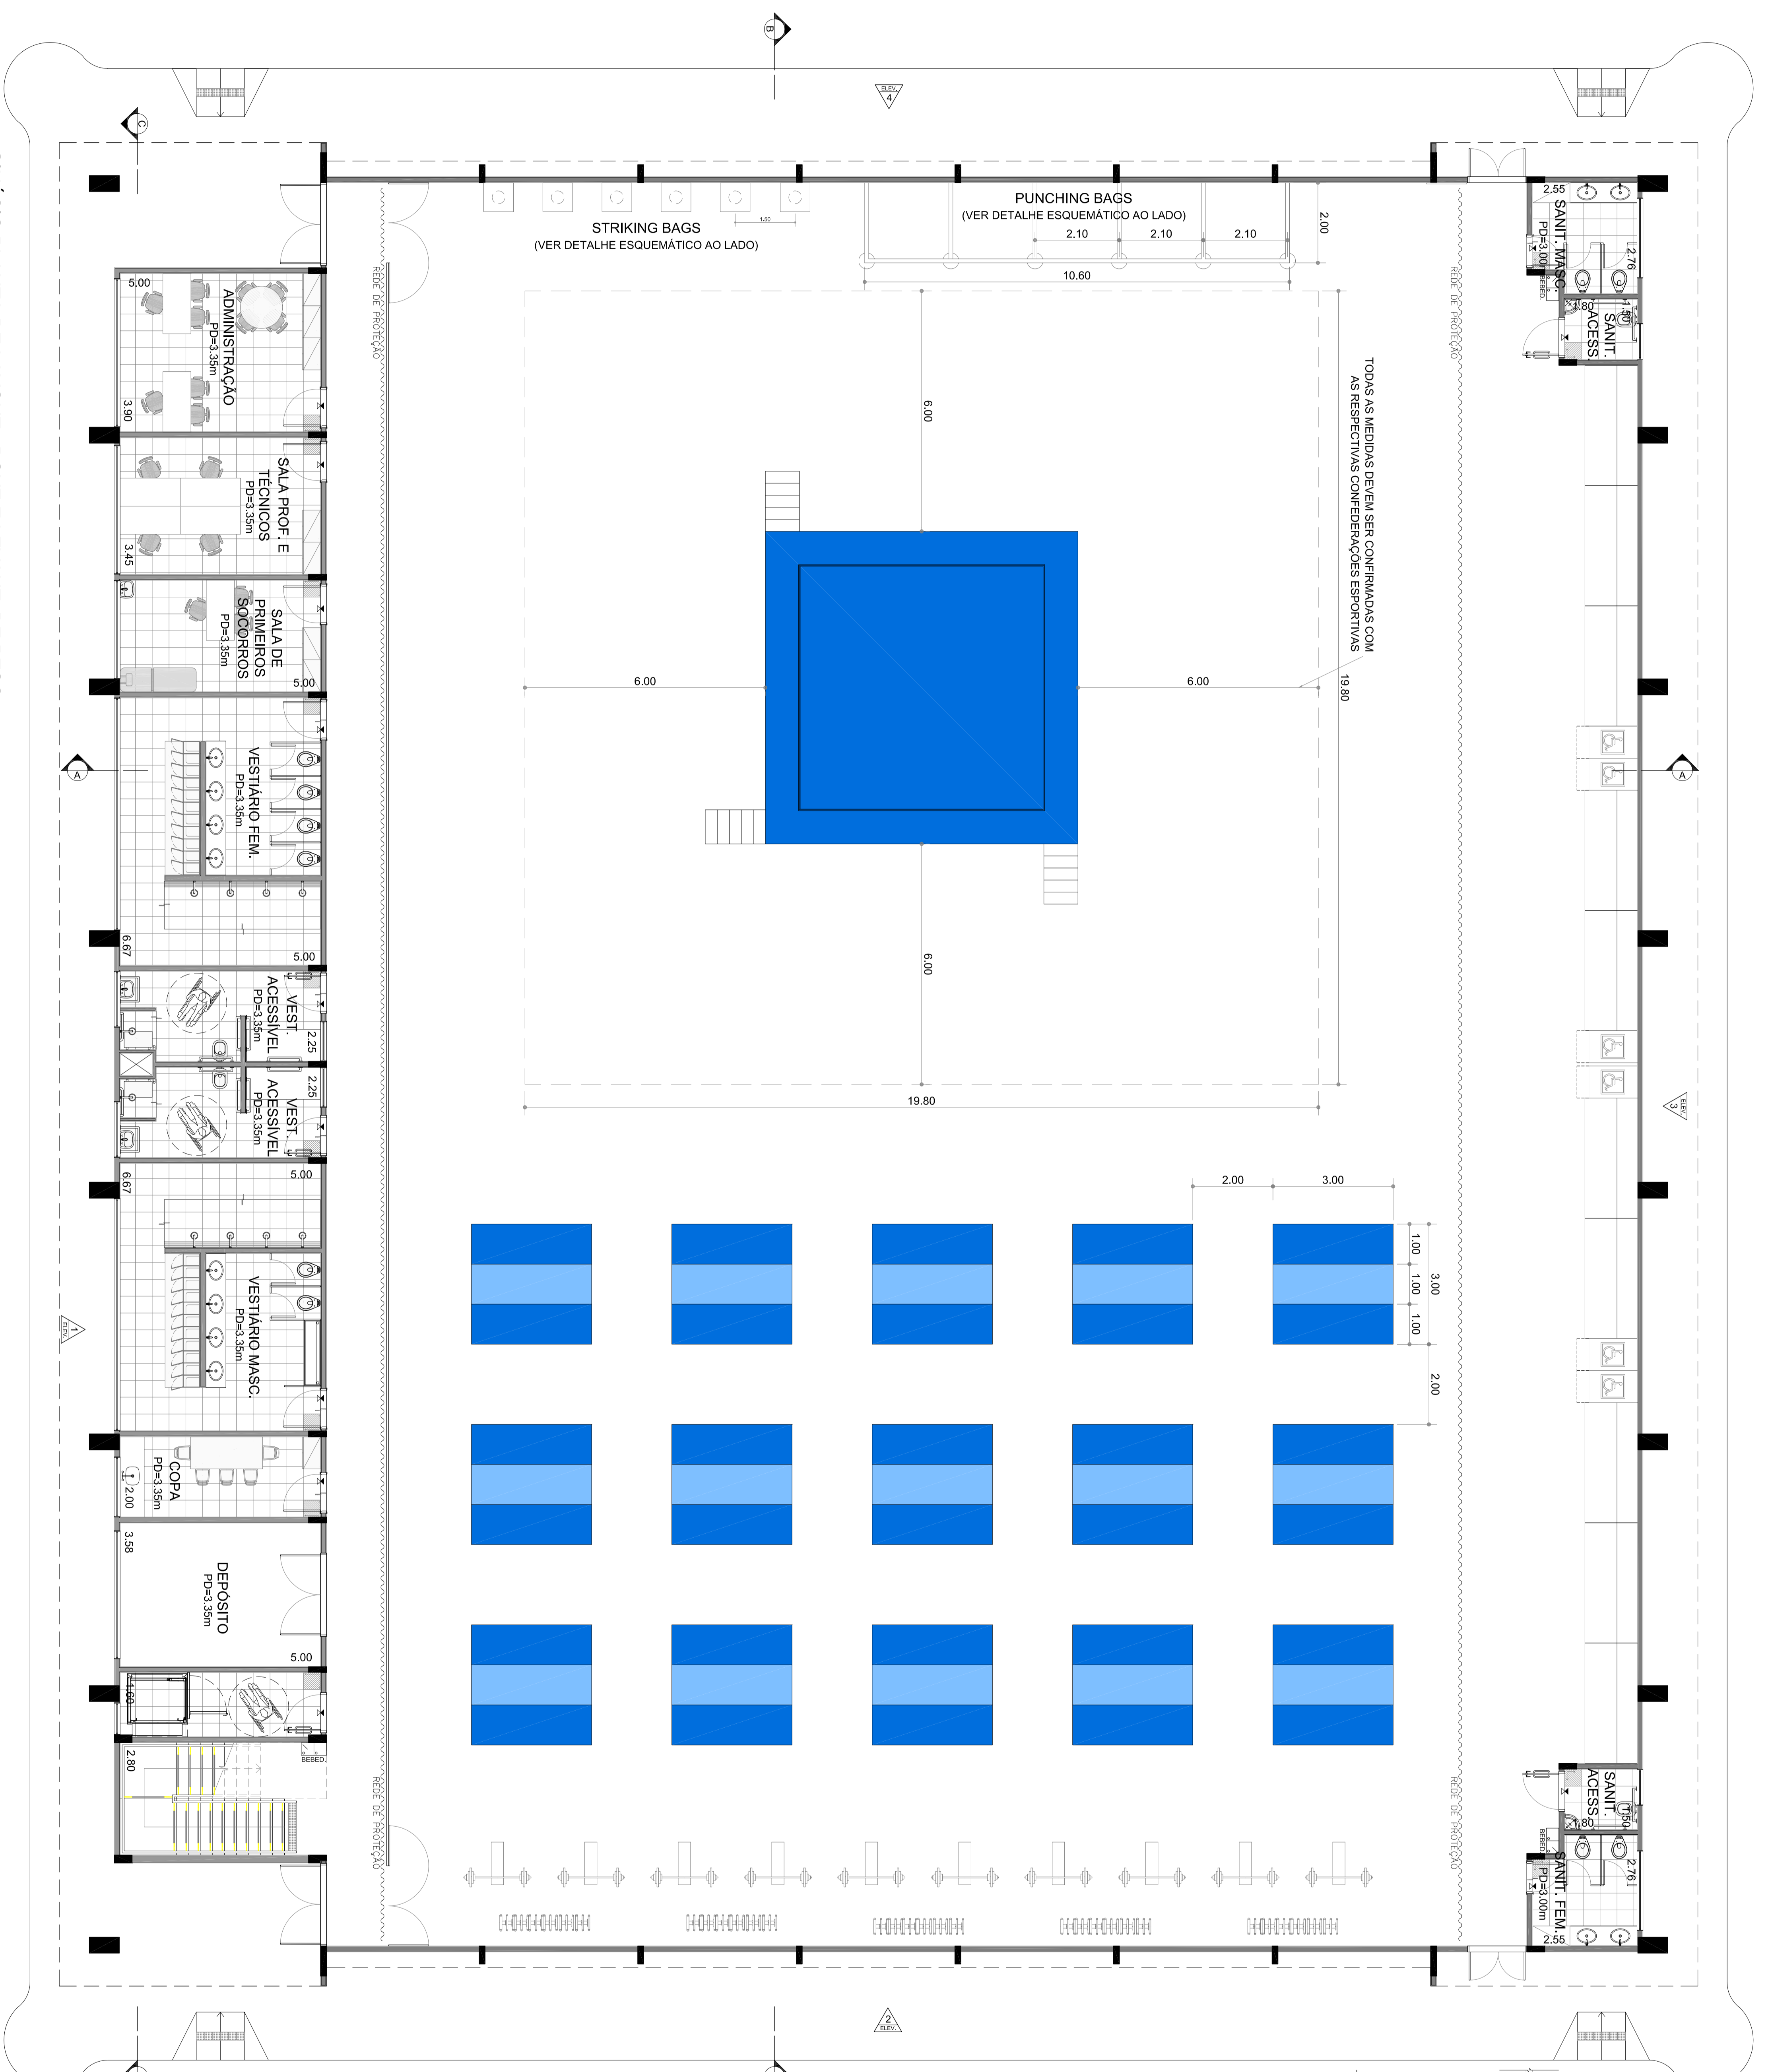 B
ELEV.
4
C
STRIKING BAGS
(VER DETALHE ESQUEMÁTICO AO LADO)
1.50
PUNCHING BAGS
(VER DETALHE ESQUEMÁTICO AO LADO)
2.10
2.10
2.10
2.00
10.60
REDE DE PROTEÇÃO
REDE DE PROTEÇÃO
2.55
SANIT. MASC.
PD=3.00m
2.76
BEBED.
1.80
1.50
SANIT.
ACESS.
5.00
ADMINISTRAÇÃO
PD=3.35m
3.90
SALA PROF. E
TÉCNICOS
PD=3.35m
3.45
SALA DE
PRIMEIROS
SOCORROS
PD=3.35m
5.00
TODAS AS MEDIDAS DEVEM SER CONFIRMADAS COM
AS RESPECTIVAS CONFEDERAÇÕES ESPORTIVAS
6.00
6.00
6.00
6.00
19.80
19.80
VESTIÁRIO FEM.
PD=3.35m
6.67
5.00
A
A
VEST.
ACESSÍVEL
PD=3.35m
2.25
VEST.
ACESSÍVEL
PD=3.35m
2.25
ELEV.
3
5.00
6.67
VESTIÁRIO MASC.
PD=3.35m
1
ELEV.
2.00
3.00
1.00
1.00
1.00
3.00
2.00
COPA
PD=3.35m
2.00
3.58
DEPÓSITO
PD=3.35m
5.00
1.60
BEBED.
2.80
REDE DE PROTEÇÃO
REDE DE PROTEÇÃO
SANIT.
ACESS.
1.50
1.80
BEBED.
SANIT. FEM.
PD=3.00m
2.76
2.55
2
ELEV.